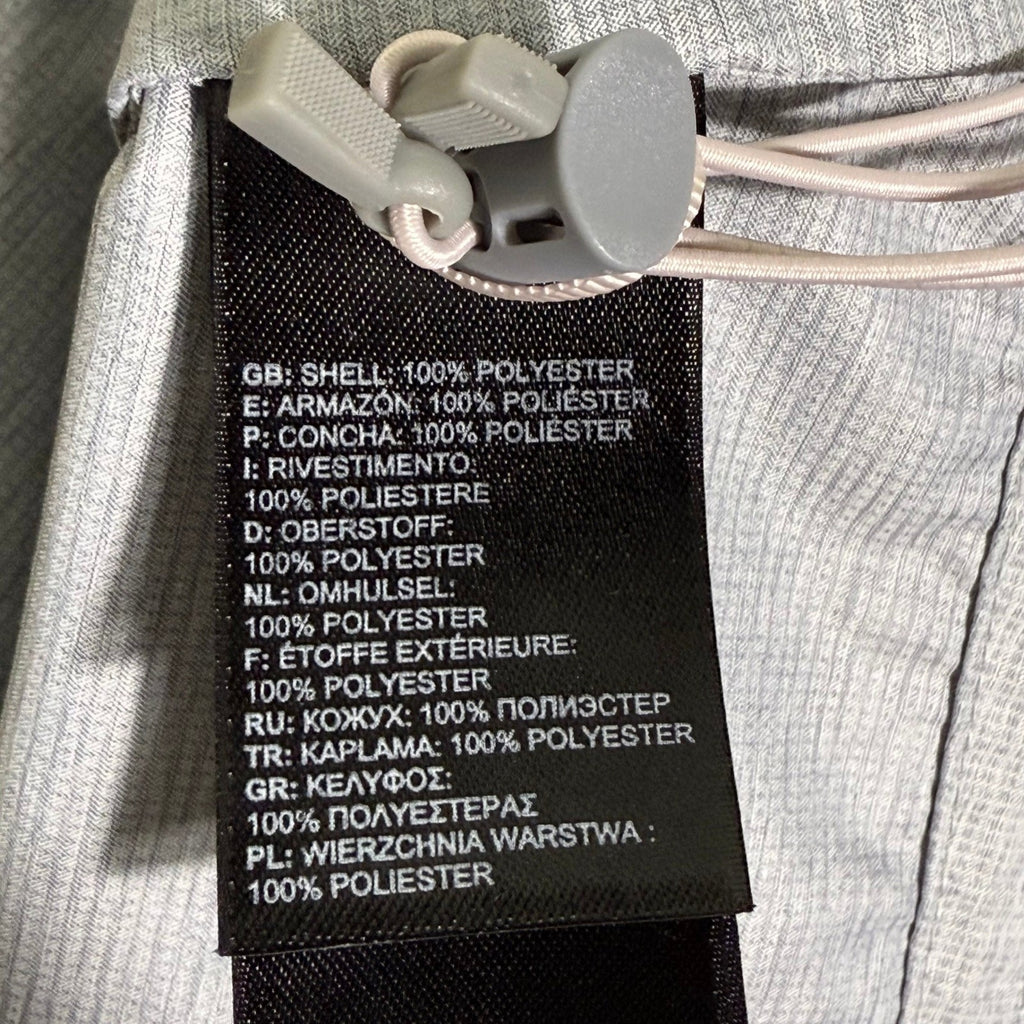 GB: SHELL: 100% POLYESTER
E: ARMAZÓN: 100% POLIÉSTER
P: CONCHA: 100% POLIÉSTER
I: RIVESTIMENTO:
100% POLIESTERE
D: OBERSTOFF:
100% POLYESTER
NL: OMHULSEL:
100% POLYESTER
F: ÉTOFFE EXTÉRIEURE:
100% POLYESTER
RU: КОЖУХ: 100% ПОЛИЭСТЕР
TR: KAPLAMA: 100% POLYESTER
GR: ΚΕΛΥΦΟΣ:
100% ΠΟΛΥΕΣΤΕΡΑΣ
PL: WIERZCHNIA WARSTWA :
100% POLIESTER